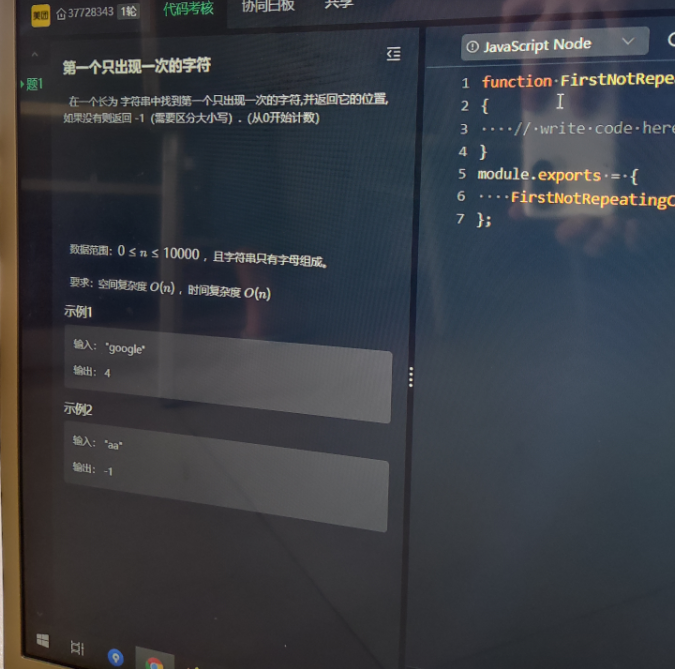 美团 37728343 1轮 代码考核 协同白板 共享
题1
第一个只出现一次的字符
在一个长为 字符串中找到第一个只出现一次的字符,并返回它的位置,
如果没有则返回 -1（需要区分大小写）.（从0开始计数）
数据范围：0 ≤ n ≤ 10000 ，且字符串只有字母组成。
要求：空间复杂度 O(n) ，时间复杂度 O(n)
示例1
输入： "google"
输出： 4
示例2
输入： "aa"
输出： -1
JavaScript Node
1 function FirstNotRepe
2 {
3 // write code here
4 }
5 module.exports = {
6 FirstNotRepeatingC
7 };